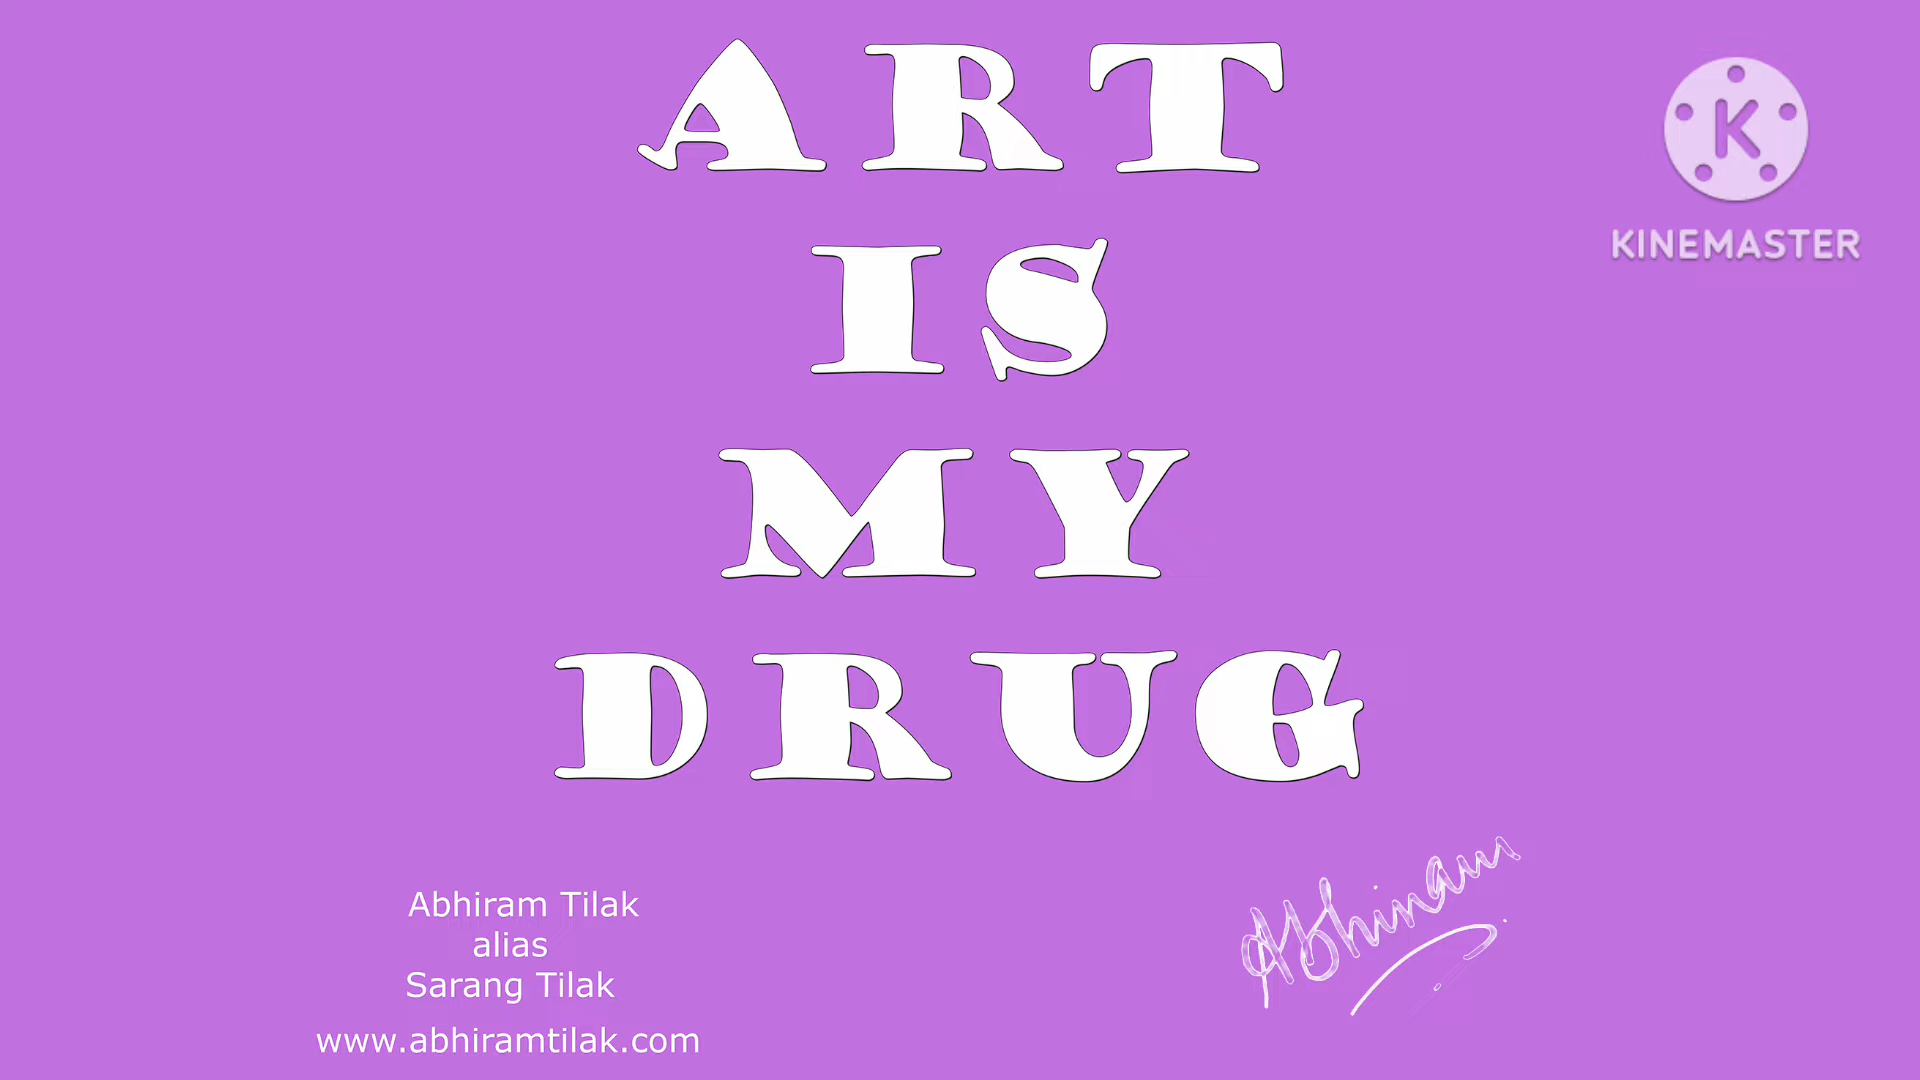 ART
IS
MY
DRUG
K
KINEMASTER
Abhiram Tilak
alias
Sarang Tilak
www.abhiramtilak.com
Abhiram